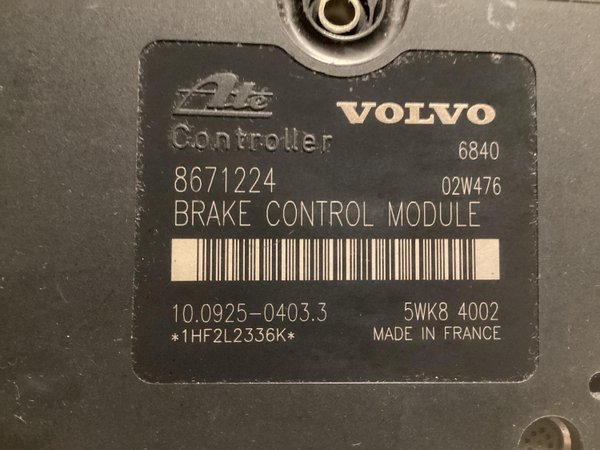 Ate VOLVO
Controller 6840
8671224 02W476
BRAKE CONTROL MODULE
10.0925-0403.3 5WK8 4002
*1HF2L2336K* MADE IN FRANCE